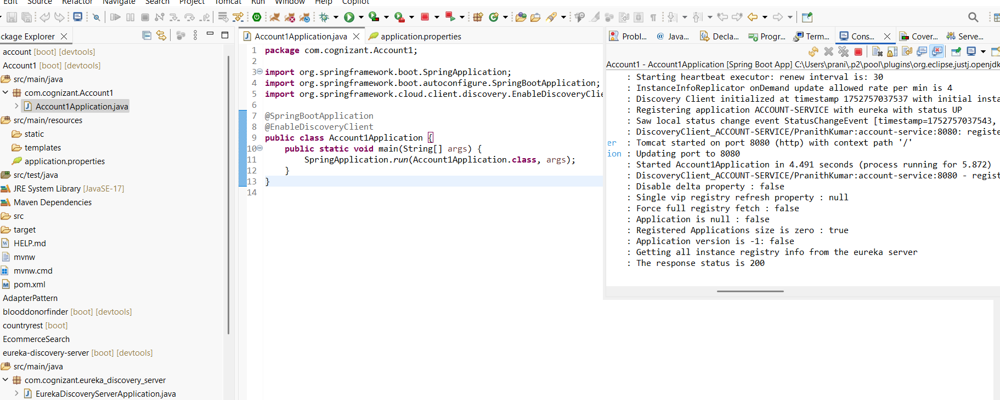 Edit Source Refactor Navigate Search Project Tomcat Run Window Help Copilot
ckage Explorer
account [boot] [devtools]
Account1 [boot] [devtools]
src/main/java
com.cognizant.Account1
Account1Application.java
src/main/resources
static
templates
application.properties
src/test/java
JRE System Library [JavaSE-17]
Maven Dependencies
src
target
HELP.md
mvnw
mvnw.cmd
pom.xml
AdapterPattern
blooddonorfinder [boot] [devtools]
countryrest [boot]
EcommerceSearch
eureka-discovery-server [boot] [devtools]
src/main/java
com.cognizant.eureka_discovery_server
EurekaDiscoveryServerApplication.java
Account1Application.java application.properties
1 package com.cognizant.Account1;
2
3 import org.springframework.boot.SpringApplication;
4 import org.springframework.boot.autoconfigure.SpringBootApplication;
5 import org.springframework.cloud.client.discovery.EnableDiscoveryClie
6
7 @SpringBootApplication
8 @EnableDiscoveryClient
9 public class Account1Application {
10 public static void main(String[] args) {
11 SpringApplication.run(Account1Application.class, args);
12 }
13 }
14
Probl... Java... Decla... Progr... Term... Cons... Cover... Serve...
Account1 - Account1Application [Spring Boot App] C:\Users\prani\.p2\pool\plugins\org.eclipse.justj.openjdk
: Starting heartbeat executor: renew interval is: 30
: InstanceInfoReplicator onDemand update allowed rate per min is 4
: Discovery Client initialized at timestamp 1752757037537 with initial insta
: Registering application ACCOUNT-SERVICE with eureka with status UP
: Saw local status change event StatusChangeEvent [timestamp=1752757037543,
: DiscoveryClient_ACCOUNT-SERVICE/PranithKumar:account-service:8080: registe
er : Tomcat started on port 8080 (http) with context path '/'
ion : Updating port to 8080
: Started Account1Application in 4.491 seconds (process running for 5.872)
: DiscoveryClient_ACCOUNT-SERVICE/PranithKumar:account-service:8080 - regist
: Disable delta property : false
: Single vip registry refresh property : null
: Force full registry fetch : false
: Application is null : false
: Registered Applications size is zero : true
: Application version is -1: false
: Getting all instance registry info from the eureka server
: The response status is 200